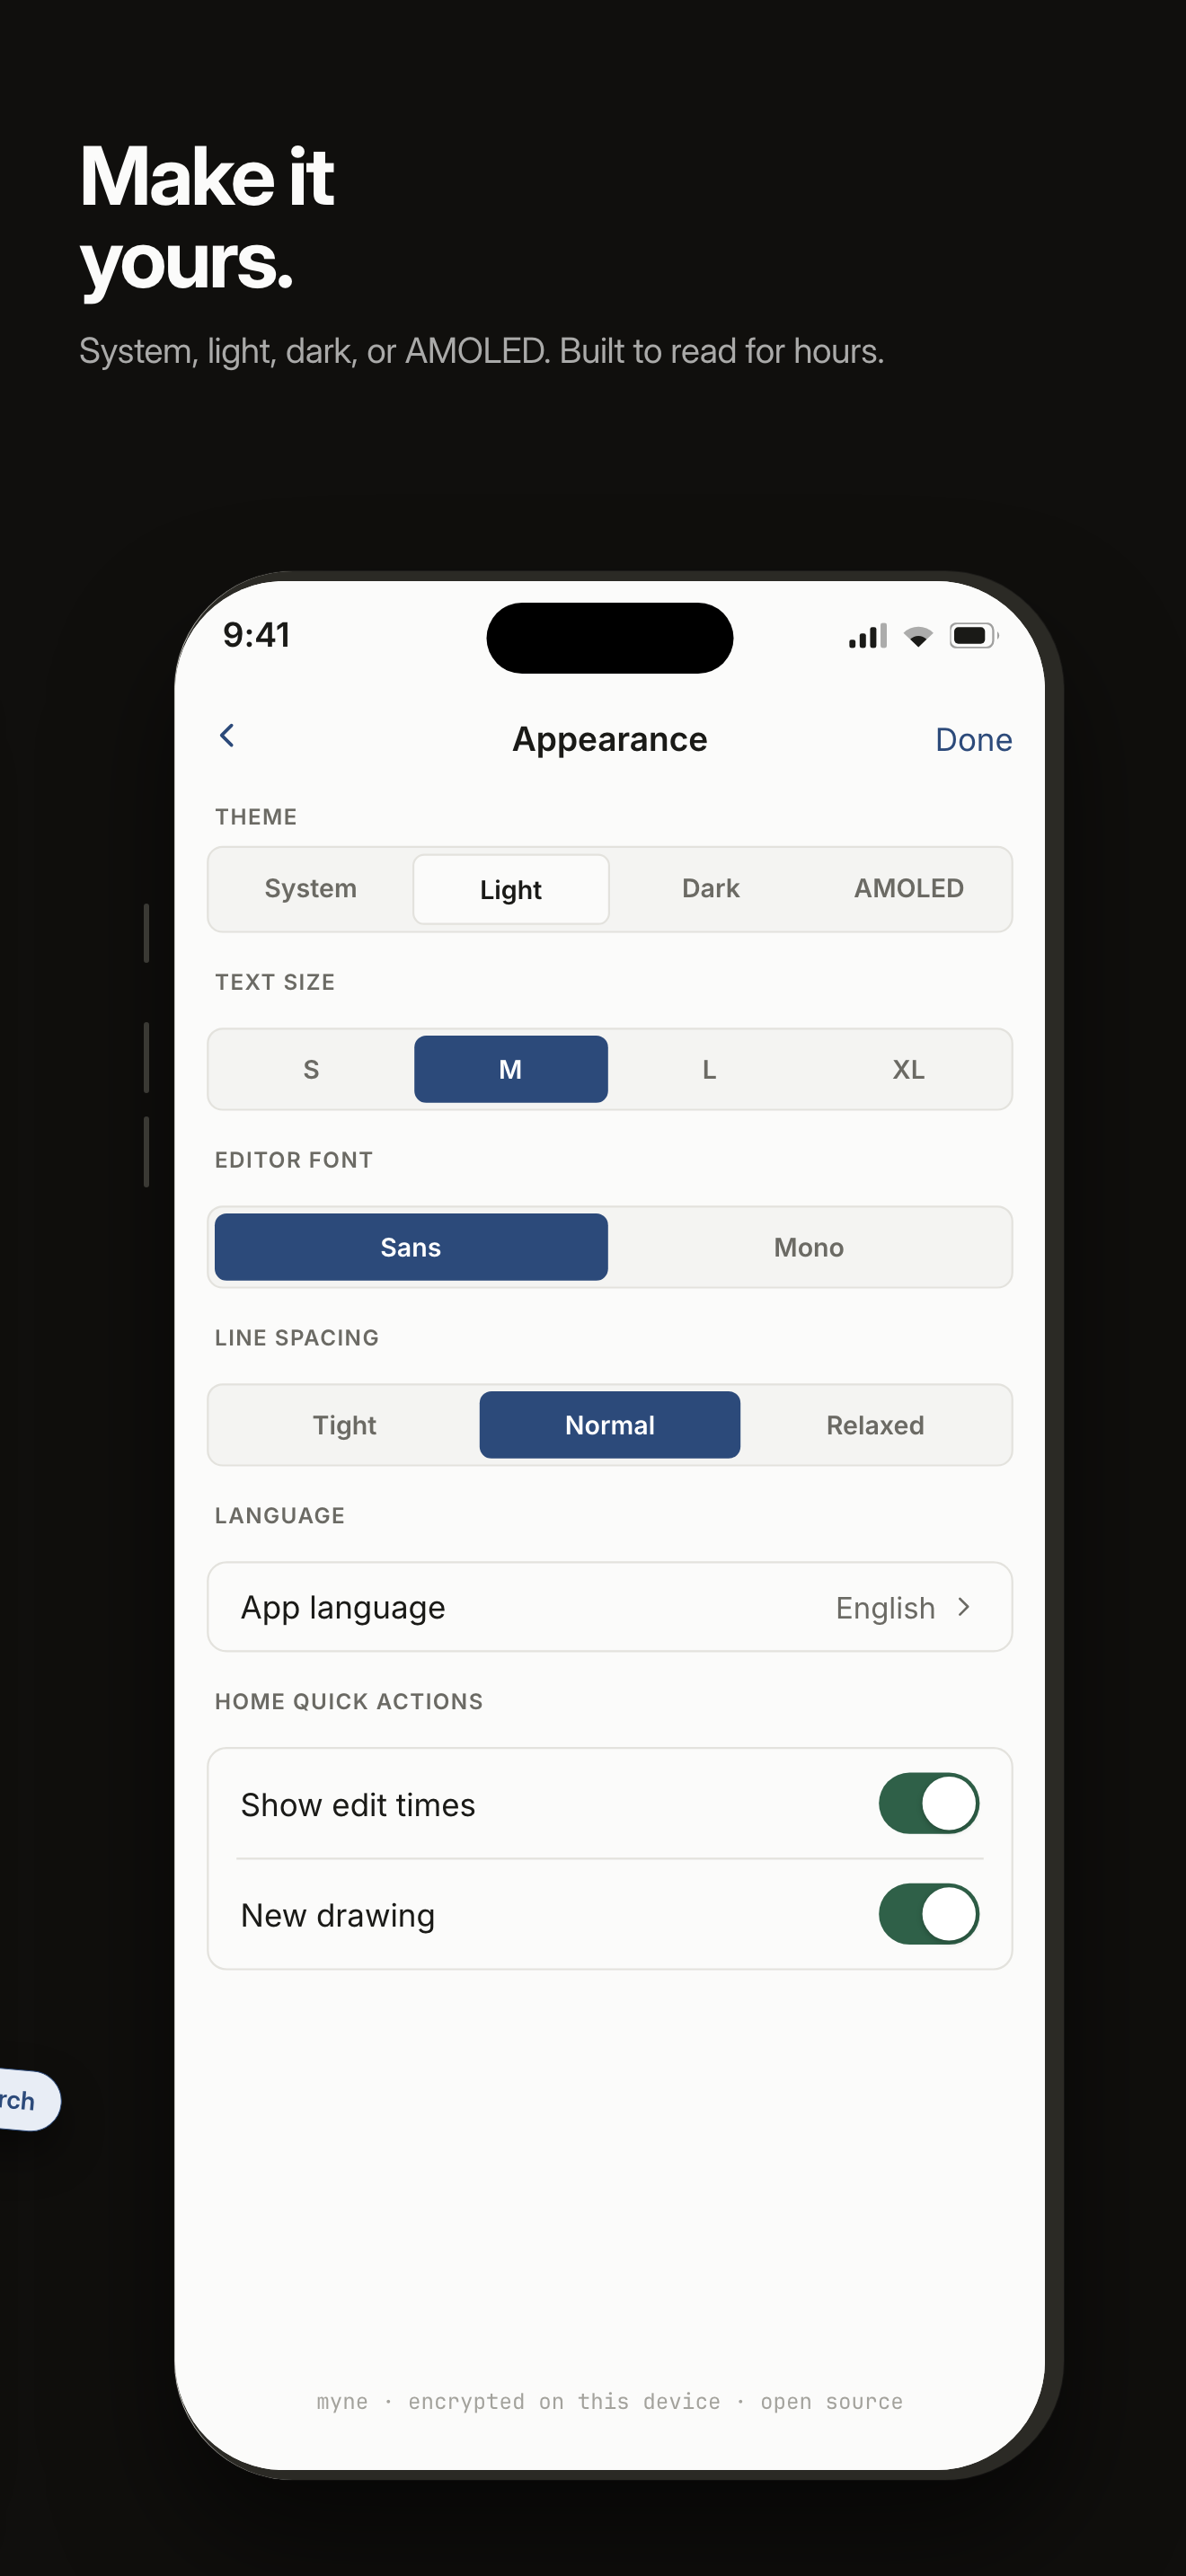 Make it
yours.
System, light, dark, or AMOLED. Built to read for hours.
9:41
Appearance
Done
THEME
System
Light
Dark
AMOLED
TEXT SIZE
S
M
L
XL
EDITOR FONT
Sans
Mono
LINE SPACING
Tight
Normal
Relaxed
LANGUAGE
App language
English
HOME QUICK ACTIONS
Show edit times
New drawing
rch
myne · encrypted on this device · open source